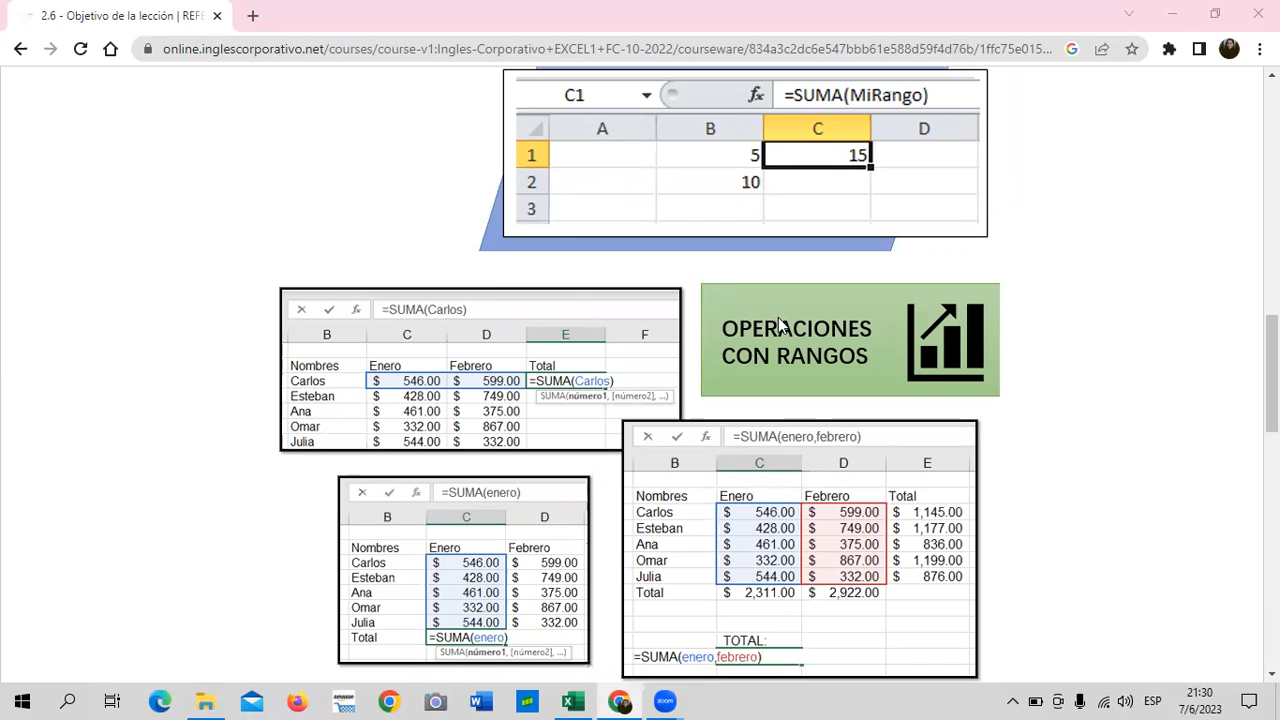 2.6 - Objetivo de la lección | REFE
online.inglescorporativo.net/courses/course-v1:Ingles-Corporativo+EXCEL1+FC-10-2022/courseware/834a3c2dc6e547bbb61e588d59f4d76b/1ffc75e015...
C1 fx =SUMA(MiRango)
A B C D
1 5 15
2 10
3
fx =SUMA(Carlos)
B C D E F
Nombres Enero Febrero Total
Carlos $ 546.00 $ 599.00 =SUMA(Carlos)
Esteban $ 428.00 $ 749.00 SUMA(número1, [número2], ...)
Ana $ 461.00 $ 375.00
Omar $ 332.00 $ 867.00
Julia $ 544.00 $ 332.00
OPERACIONES
CON RANGOS
fx =SUMA(enero)
B C D
Nombres Enero Febrero
Carlos $ 546.00 $ 599.00
Esteban $ 428.00 $ 749.00
Ana $ 461.00 $ 375.00
Omar $ 332.00 $ 867.00
Julia $ 544.00 $ 332.00
Total =SUMA(enero)
SUMA(número1, [número2], ...)
fx =SUMA(enero,febrero)
B C D E
Nombres Enero Febrero Total
Carlos $ 546.00 $ 599.00 $ 1,145.00
Esteban $ 428.00 $ 749.00 $ 1,177.00
Ana $ 461.00 $ 375.00 $ 836.00
Omar $ 332.00 $ 867.00 $ 1,199.00
Julia $ 544.00 $ 332.00 $ 876.00
Total $ 2,311.00 $ 2,922.00
TOTAL:
=SUMA(enero,febrero)
amazon
zoom
ESP
21:30
7/6/2023